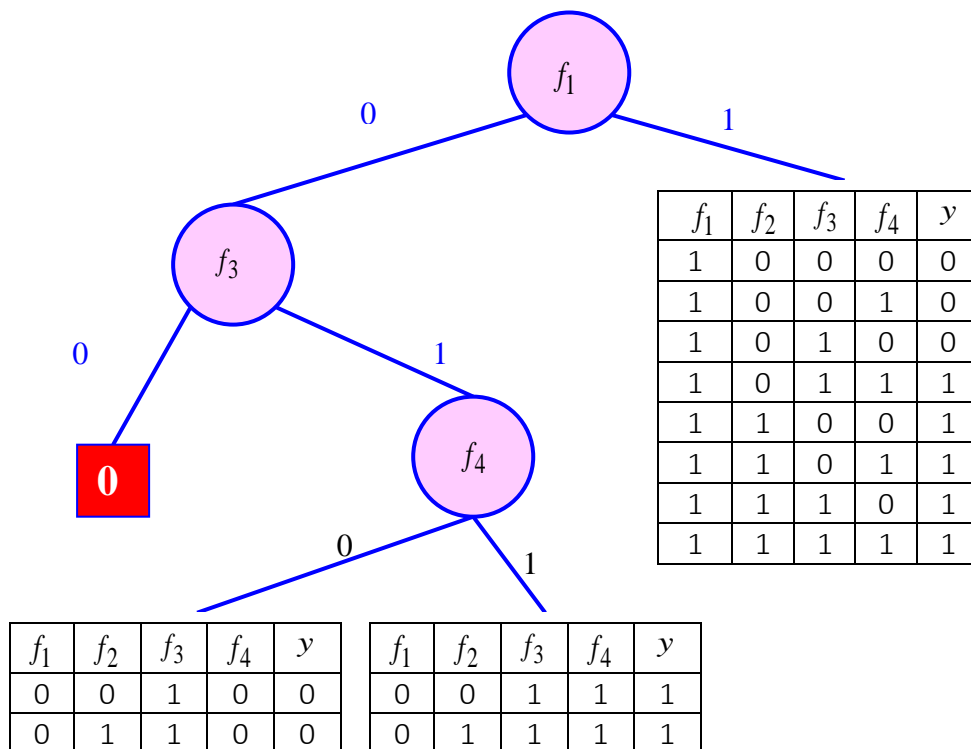 f1
0
1
f3
0
1
0
f4
0
1
f1 f2 f3 f4 y
1 0 0 0 0
1 0 0 1 0
1 0 1 0 0
1 0 1 1 1
1 1 0 0 1
1 1 0 1 1
1 1 1 0 1
1 1 1 1 1
f1 f2 f3 f4 y
0 0 1 0 0
0 1 1 0 0
f1 f2 f3 f4 y
0 0 1 1 1
0 1 1 1 1